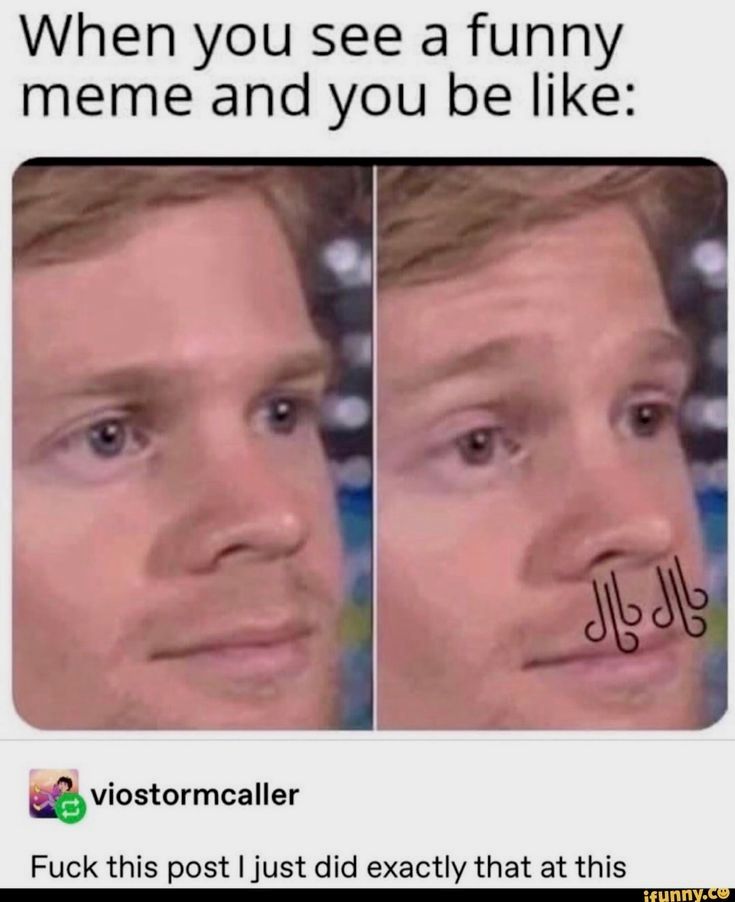 When you see a funny
meme and you be like:
viostormcaller
Fuck this post I just did exactly that at this
ifunny.co